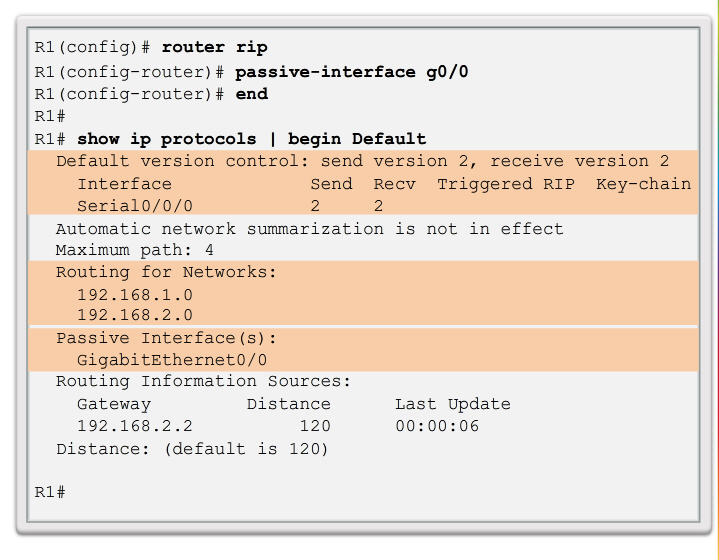 R1(config)# router rip
R1(config-router)# passive-interface g0/0
R1(config-router)# end
R1#
R1# show ip protocols | begin Default
Default version control: send version 2, receive version 2
Interface Send Recv Triggered RIP Key-chain
Serial0/0/0 2 2
Automatic network summarization is not in effect
Maximum path: 4
Routing for Networks:
192.168.1.0
192.168.2.0
Passive Interface(s):
GigabitEthernet0/0
Routing Information Sources:
Gateway Distance Last Update
192.168.2.2 120 00:00:06
Distance: (default is 120)
R1#